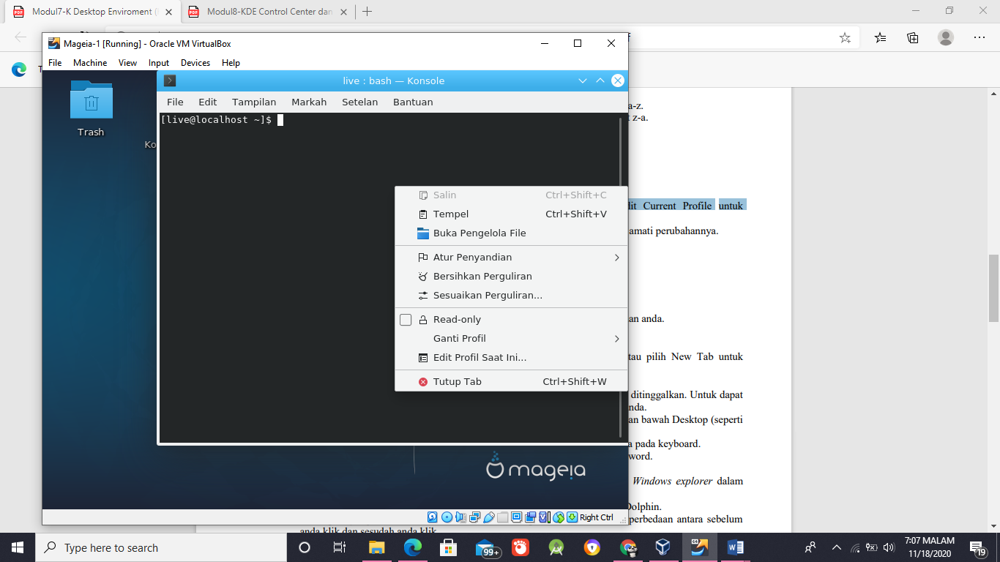 Modul7-K Desktop Enviroment (
Modul8-KDE Control Center dan
Mageia-1 [Running] - Oracle VM VirtualBox
File Machine View Input Devices Help
live : bash — Konsole
File Edit Tampilan Markah Setelan Bantuan
[live@localhost ~]$
Trash
Ko
a-z.
t z-a.
Salin Ctrl+Shift+C
Tempel Ctrl+Shift+V
Buka Pengelola File
Atur Penyandian
Bersihkan Perguliran
Sesuaikan Perguliran...
Read-only
Ganti Profil
Edit Profil Saat Ini...
Tutup Tab Ctrl+Shift+W
dit Current Profile untuk
amati perubahannya.
an anda.
tau pilih New Tab untuk
ditinggalkan. Untuk dapat
nda.
an bawah Desktop (seperti
a pada keyboard.
word.
Windows explorer dalam
Dolphin.
perbedaan antara sebelum
anda klik dan sesudah anda klik
mageia
Right Ctrl
Type here to search
99+
7:07 MALAM
11/18/2020
19